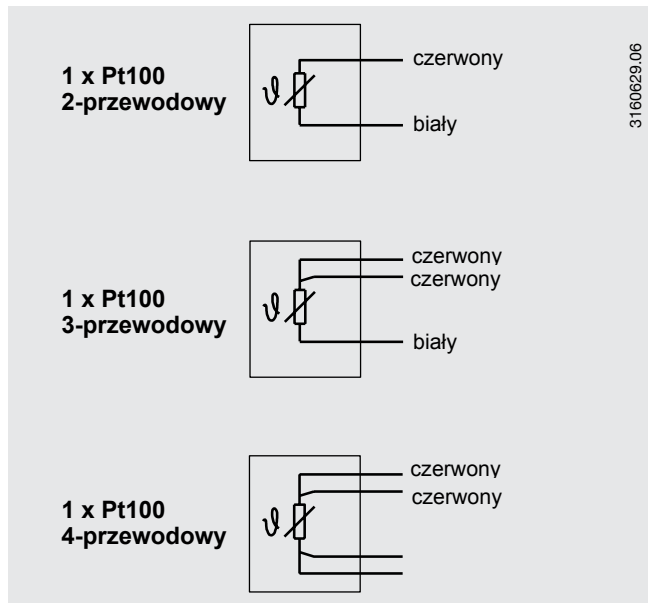 1 x Pt100
2-przewodowy
czerwony
biały
3160629.06
1 x Pt100
3-przewodowy
czerwony
czerwony
biały
1 x Pt100
4-przewodowy
czerwony
czerwony